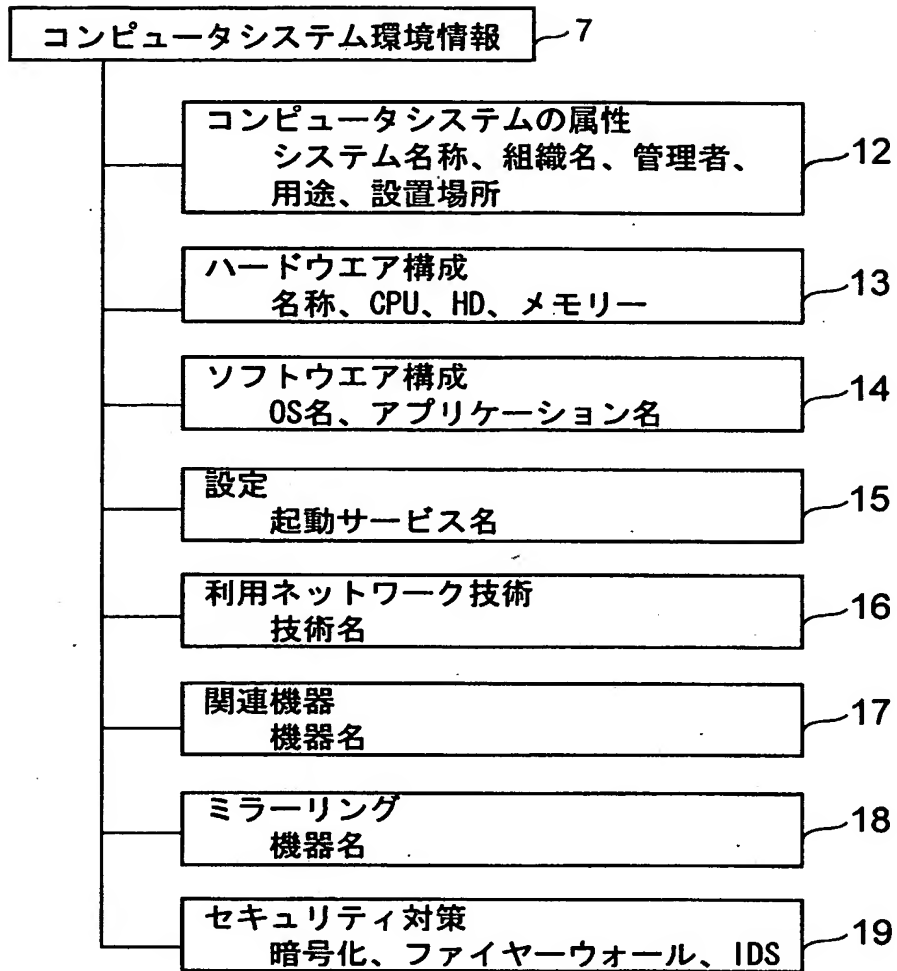 コンピュータシステム環境情報 7
コンピュータシステムの属性
システム名称、組織名、管理者、
用途、設置場所
12
ハードウエア構成
名称、CPU、HD、メモリー
13
ソフトウエア構成
OS名、アプリケーション名
14
設定
起動サービス名
15
利用ネットワーク技術
技術名
16
関連機器
機器名
17
ミラーリング
機器名
18
セキュリティ対策
暗号化、ファイヤーウォール、IDS
19